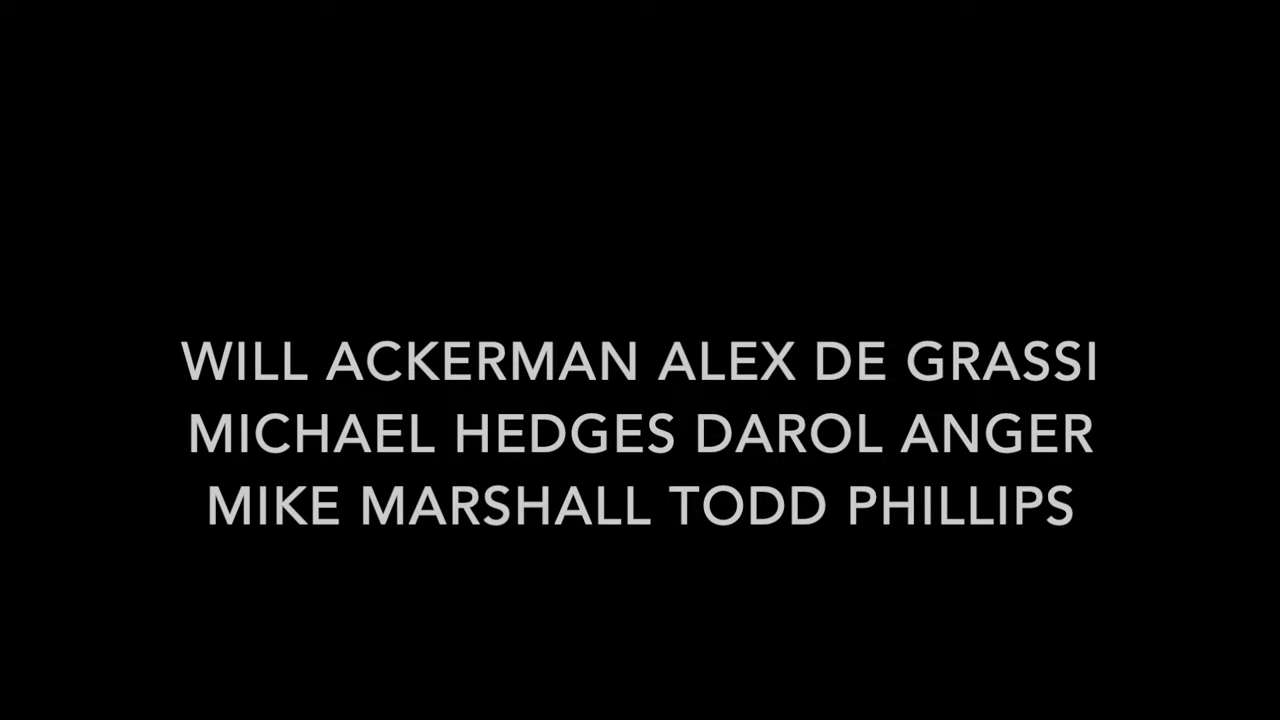 WILL ACKERMAN ALEX DE GRASSI
MICHAEL HEDGES DAROL ANGER
MIKE MARSHALL TODD PHILLIPS